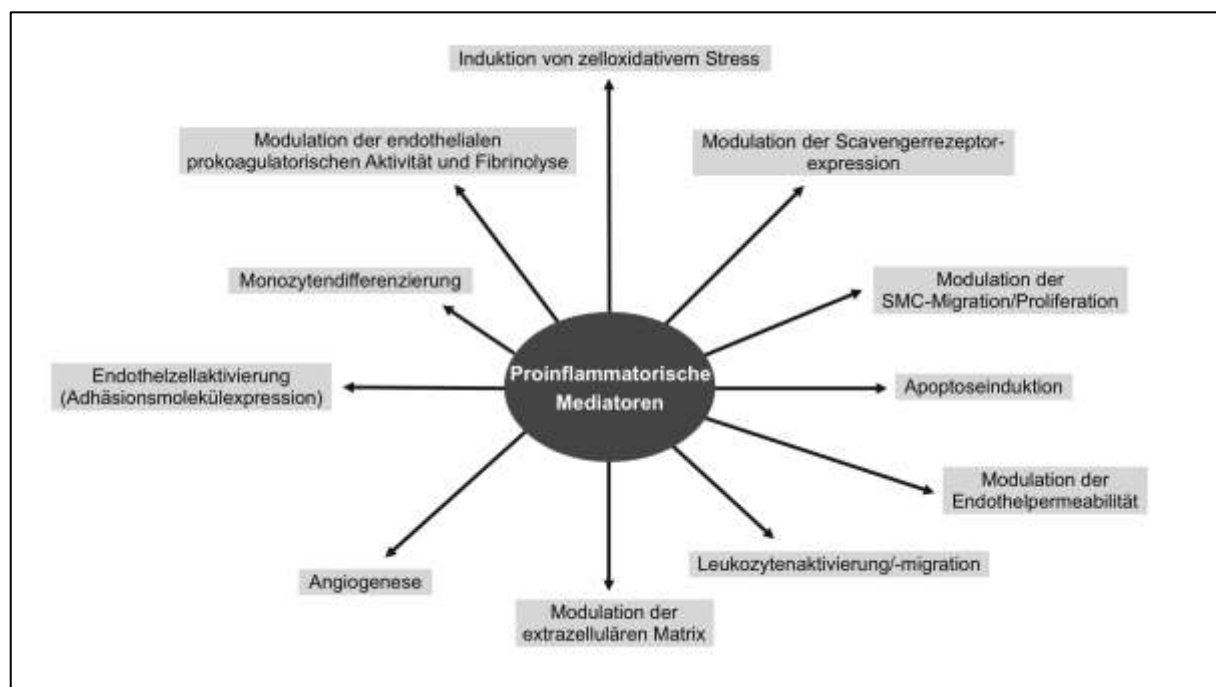 Induktion von zelloxidativem Stress
Modulation der endothelialen
prokoagulatorischen Aktivität und Fibrinolyse
Modulation der Scavengerrezeptor-
expression
Monozytendifferenzierung
Modulation der
SMC-Migration/Proliferation
Proinflammatorische
Mediatoren
Endothelzellaktivierung
(Adhäsionsmolekülexpression)
Apoptoseinduktion
Modulation der
Endothelpermeabilität
Leukozytenaktivierung/-migration
Angiogenese
Modulation der
extrazellulären Matrix